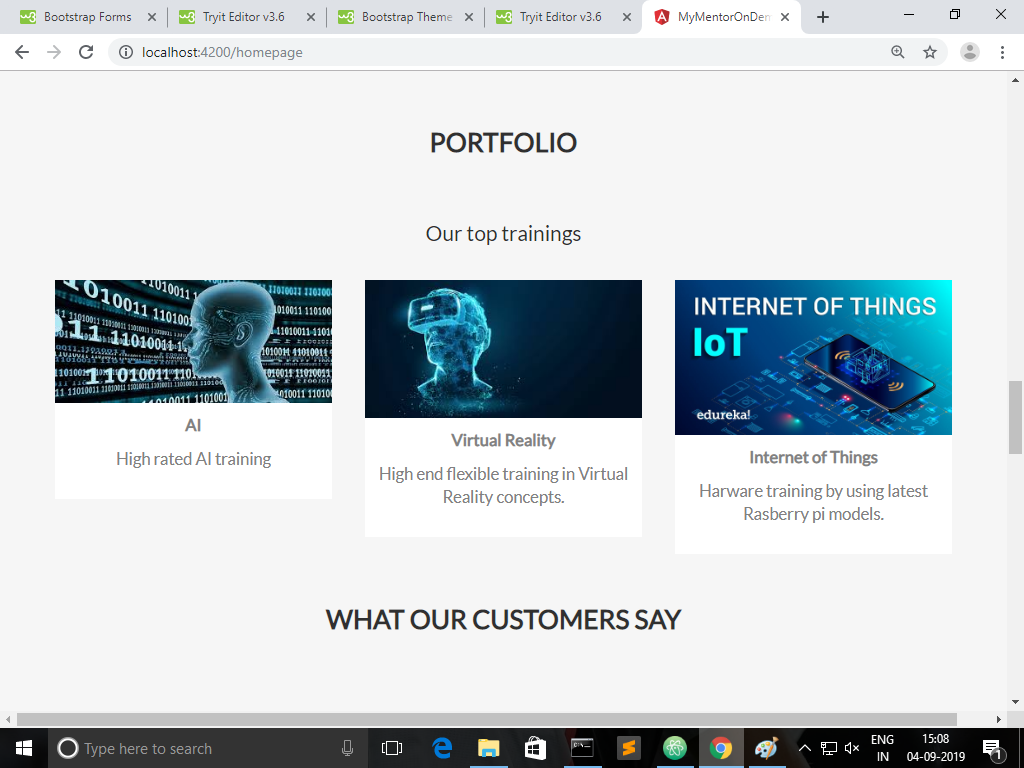 Bootstrap Forms
Tryit Editor v3.6
Bootstrap Theme
Tryit Editor v3.6
MyMentorOnDem
localhost:4200/homepage
PORTFOLIO
Our top trainings
AI
High rated AI training
Virtual Reality
High end flexible training in Virtual
Reality concepts.
INTERNET OF THINGS
IoT
edureka!
Internet of Things
Harware training by using latest
Rasberry pi models.
WHAT OUR CUSTOMERS SAY
Type here to search
ENG
IN
15:08
04-09-2019
1